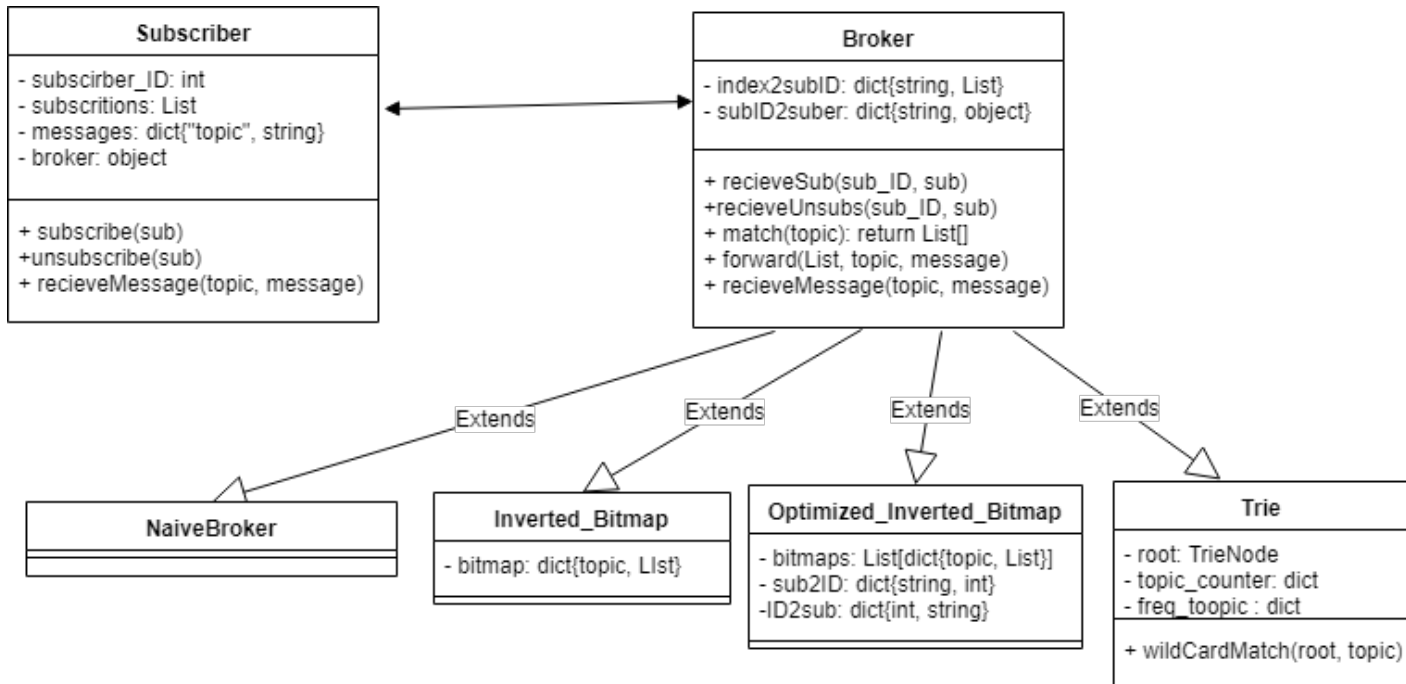 Subscriber
- subscirber_ID: int
- subscritions: List
- messages: dict{"topic", string}
- broker: object
+ subscribe(sub)
+unsubscribe(sub)
+ recieveMessage(topic, message)
Broker
- index2subID: dict{string, List}
- subID2suber: dict{string, object}
+ recieveSub(sub_ID, sub)
+recieveUnsubs(sub_ID, sub)
+ match(topic): return List[]
+ forward(List, topic, message)
+ recieveMessage(topic, message)
Extends
Extends
Extends
Extends
NaiveBroker
Inverted_Bitmap
- bitmap: dict{topic, LIst}
Optimized_Inverted_Bitmap
- bitmaps: List[dict{topic, List}]
- sub2ID: dict{string, int}
-ID2sub: dict{int, string}
Trie
- root: TrieNode
- topic_counter: dict
- freq_toopic : dict
+ wildCardMatch(root, topic)